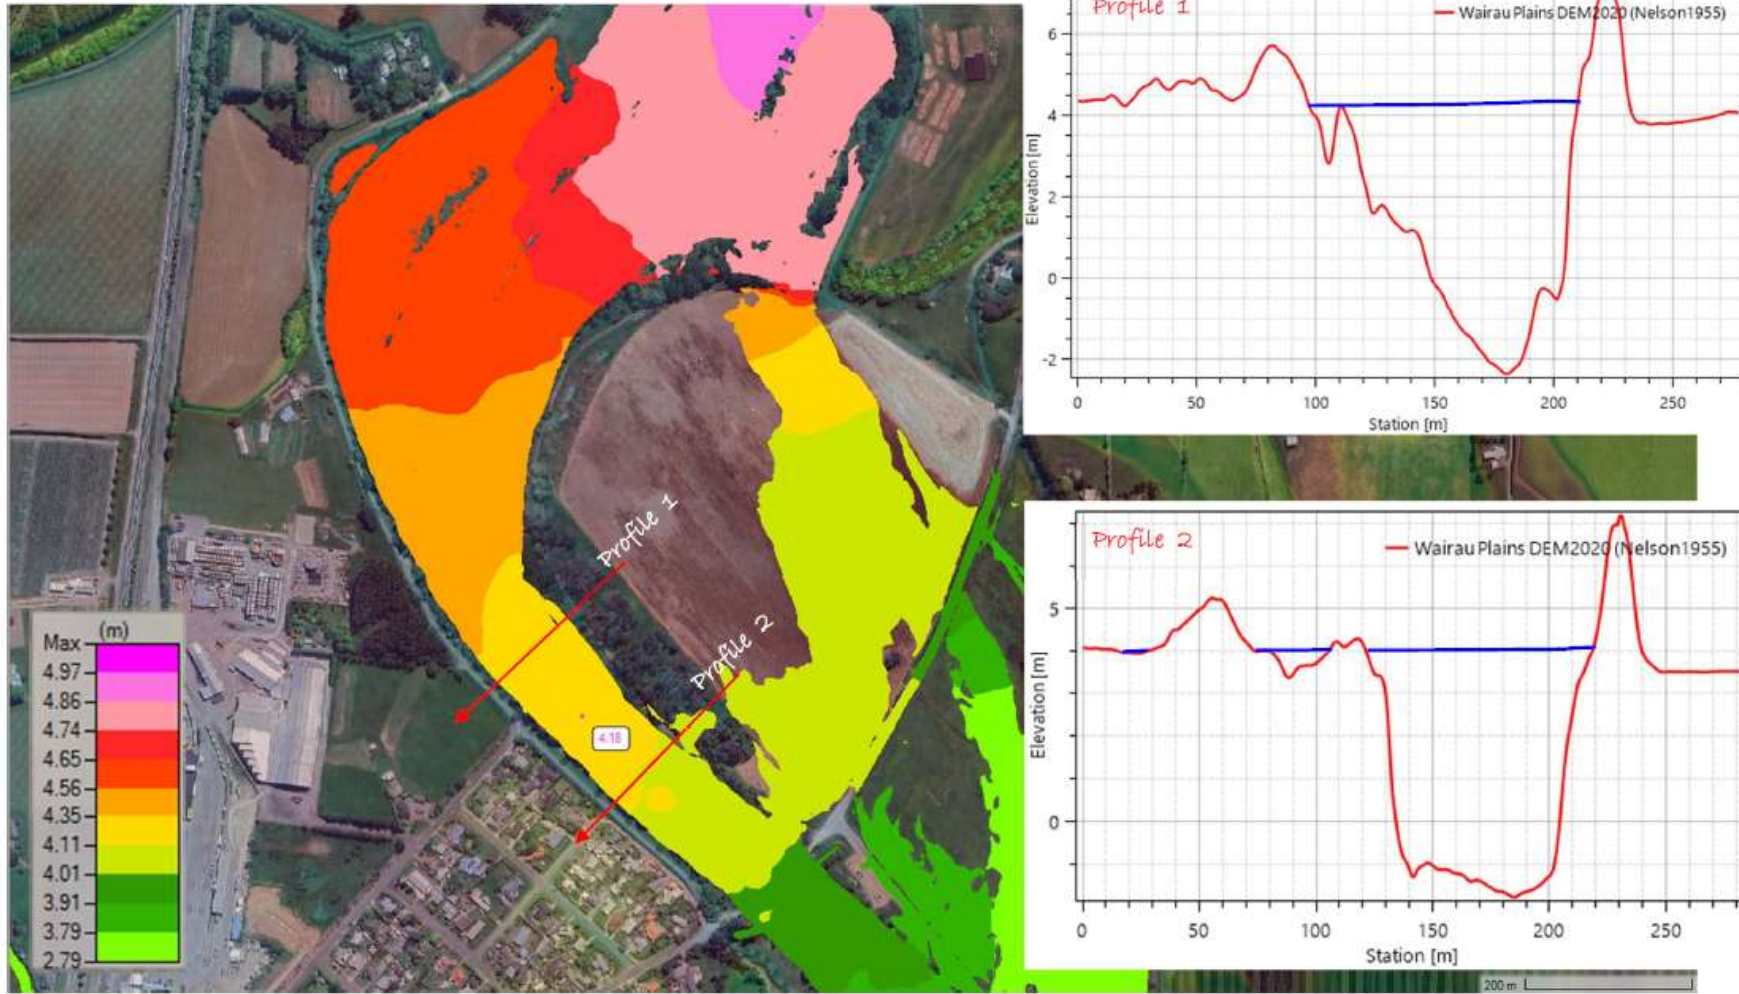 Profile 1
Wairau Plains DEM2020 (Nelson1955)
6
4
2
0
-2
Elevation [m]
0
50
100
150
200
250
Station [m]
Profile 1
Profile 2
4.18
(m)
Max
4.97
4.86
4.74
4.65
4.56
4.35
4.11
4.01
3.91
3.79
2.79
Profile 2
Wairau Plains DEM2020 (Nelson1955)
5
0
Elevation [m]
0
50
100
150
200
250
Station [m]
200 m